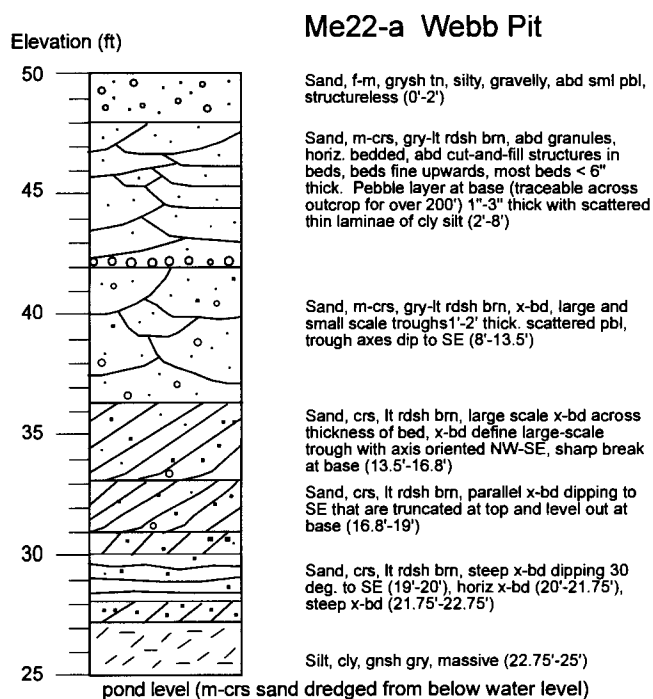 Me22-a Webb Pit
Elevation (ft)
50
Sand, f-m, grysh tn, silty, gravelly, abd sml pbl,
structureless (0'-2')
Sand, m-crs, gry-lt rdsh brn, abd granules,
horiz. bedded, abd cut-and-fill structures in
beds, beds fine upwards, most beds < 6"
thick. Pebble layer at base (traceable across
outcrop for over 200') 1"-3" thick with scattered
thin laminae of cly silt (2'-8')
45
40
Sand, m-crs, gry-lt rdsh brn, x-bd, large and
small scale troughs1'-2' thick. scattered pbl,
trough axes dip to SE (8'-13.5')
35
Sand, crs, lt rdsh brn, large scale x-bd across
thickness of bed, x-bd define large-scale
trough with axis oriented NW-SE, sharp break
at base (13.5'-16.8')
Sand, crs, lt rdsh brn, parallel x-bd dipping to
SE that are truncated at top and level out at
base (16.8'-19')
30
Sand, crs, lt rdsh brn, steep x-bd dipping 30
deg. to SE (19'-20'), horiz x-bd (20'-21.75'),
steep x-bd (21.75'-22.75')
Silt, cly, gnsh gry, massive (22.75'-25')
25
pond level (m-crs sand dredged from below water level)